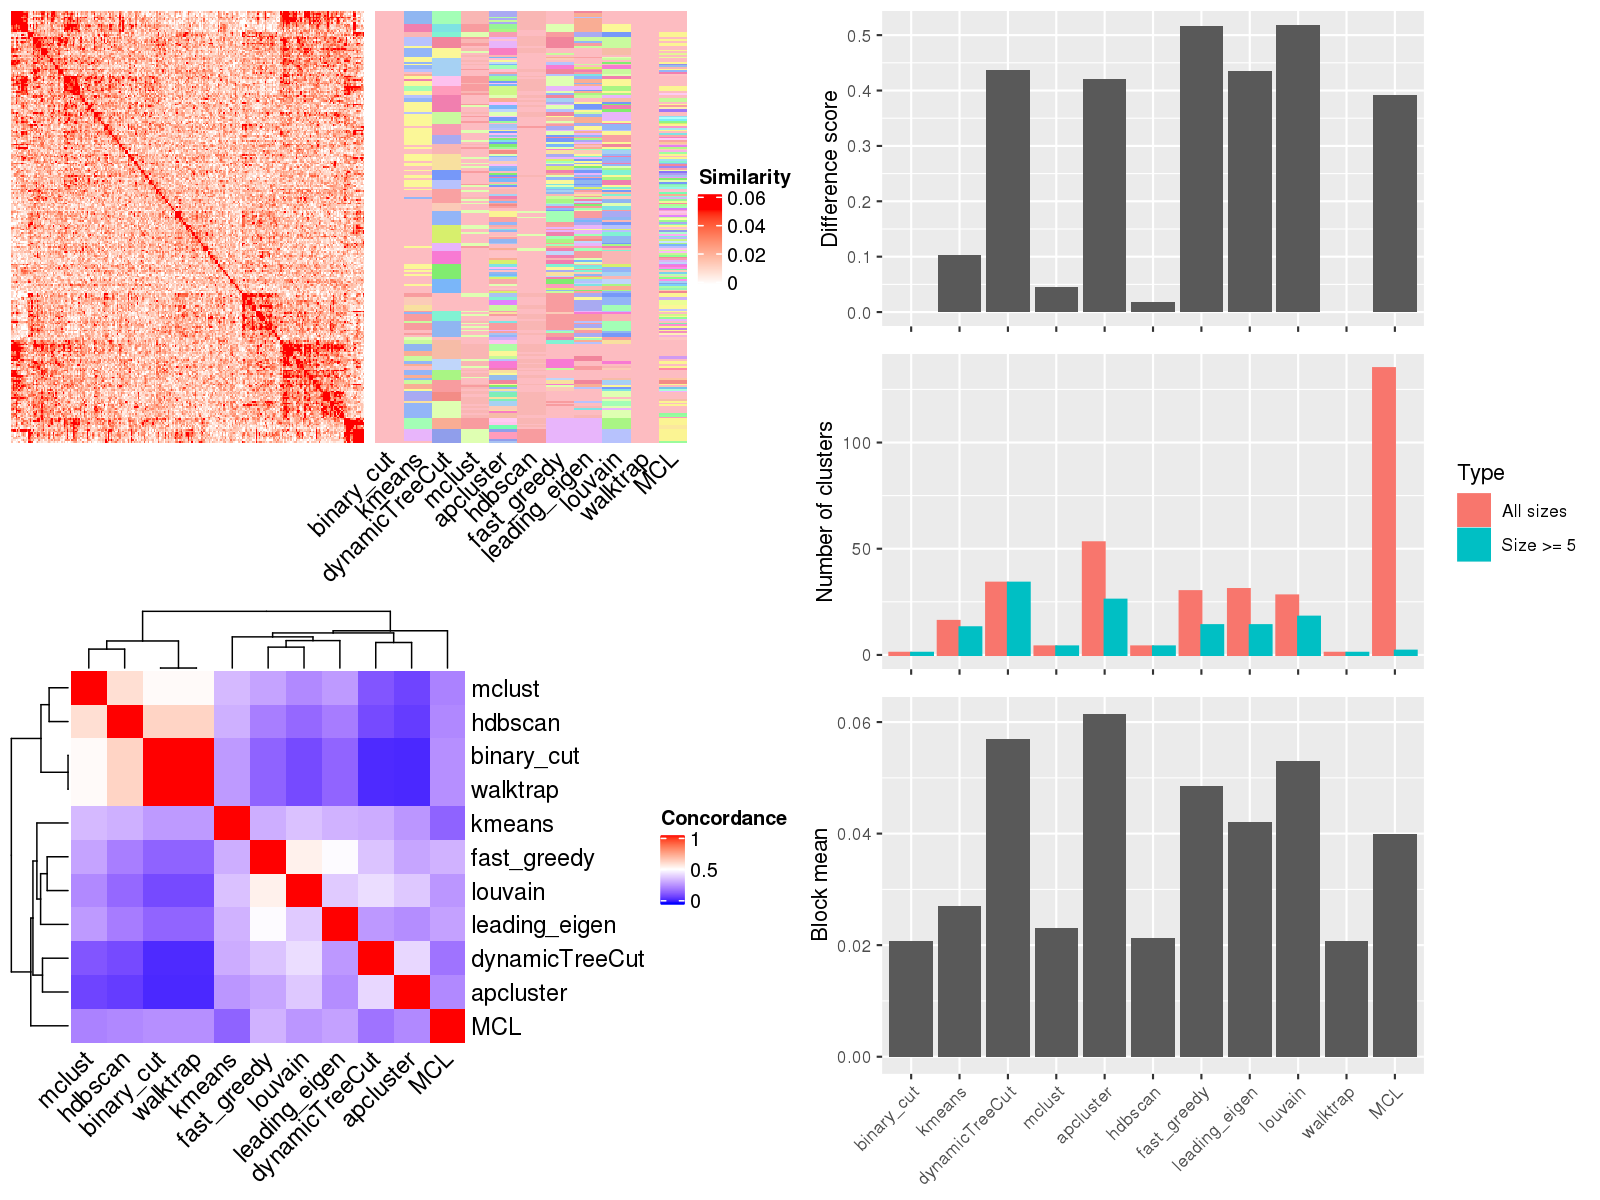 Similarity
0.06
0.04
0.02
0
binary_cut
kmeans
dynamicTreeCut
mclust
apcluster
hdbscan
fast_greedy
leading_eigen
louvain
walktrap
MCL
mclust
hdbscan
binary_cut
walktrap
kmeans
fast_greedy
louvain
leading_eigen
dynamicTreeCut
apcluster
MCL
Concordance
1
0.5
0
mclust
hdbscan
binary_cut
walktrap
kmeans
fast_greedy
louvain
leading_eigen
dynamicTreeCut
apcluster
MCL
Difference score
0.5
0.4
0.3
0.2
0.1
0.0
Number of clusters
100
50
0
Type
All sizes
Size >= 5
Block mean
0.06
0.04
0.02
0.00
binary_cut
kmeans
dynamicTreeCut
mclust
apcluster
hdbscan
fast_greedy
leading_eigen
louvain
walktrap
MCL